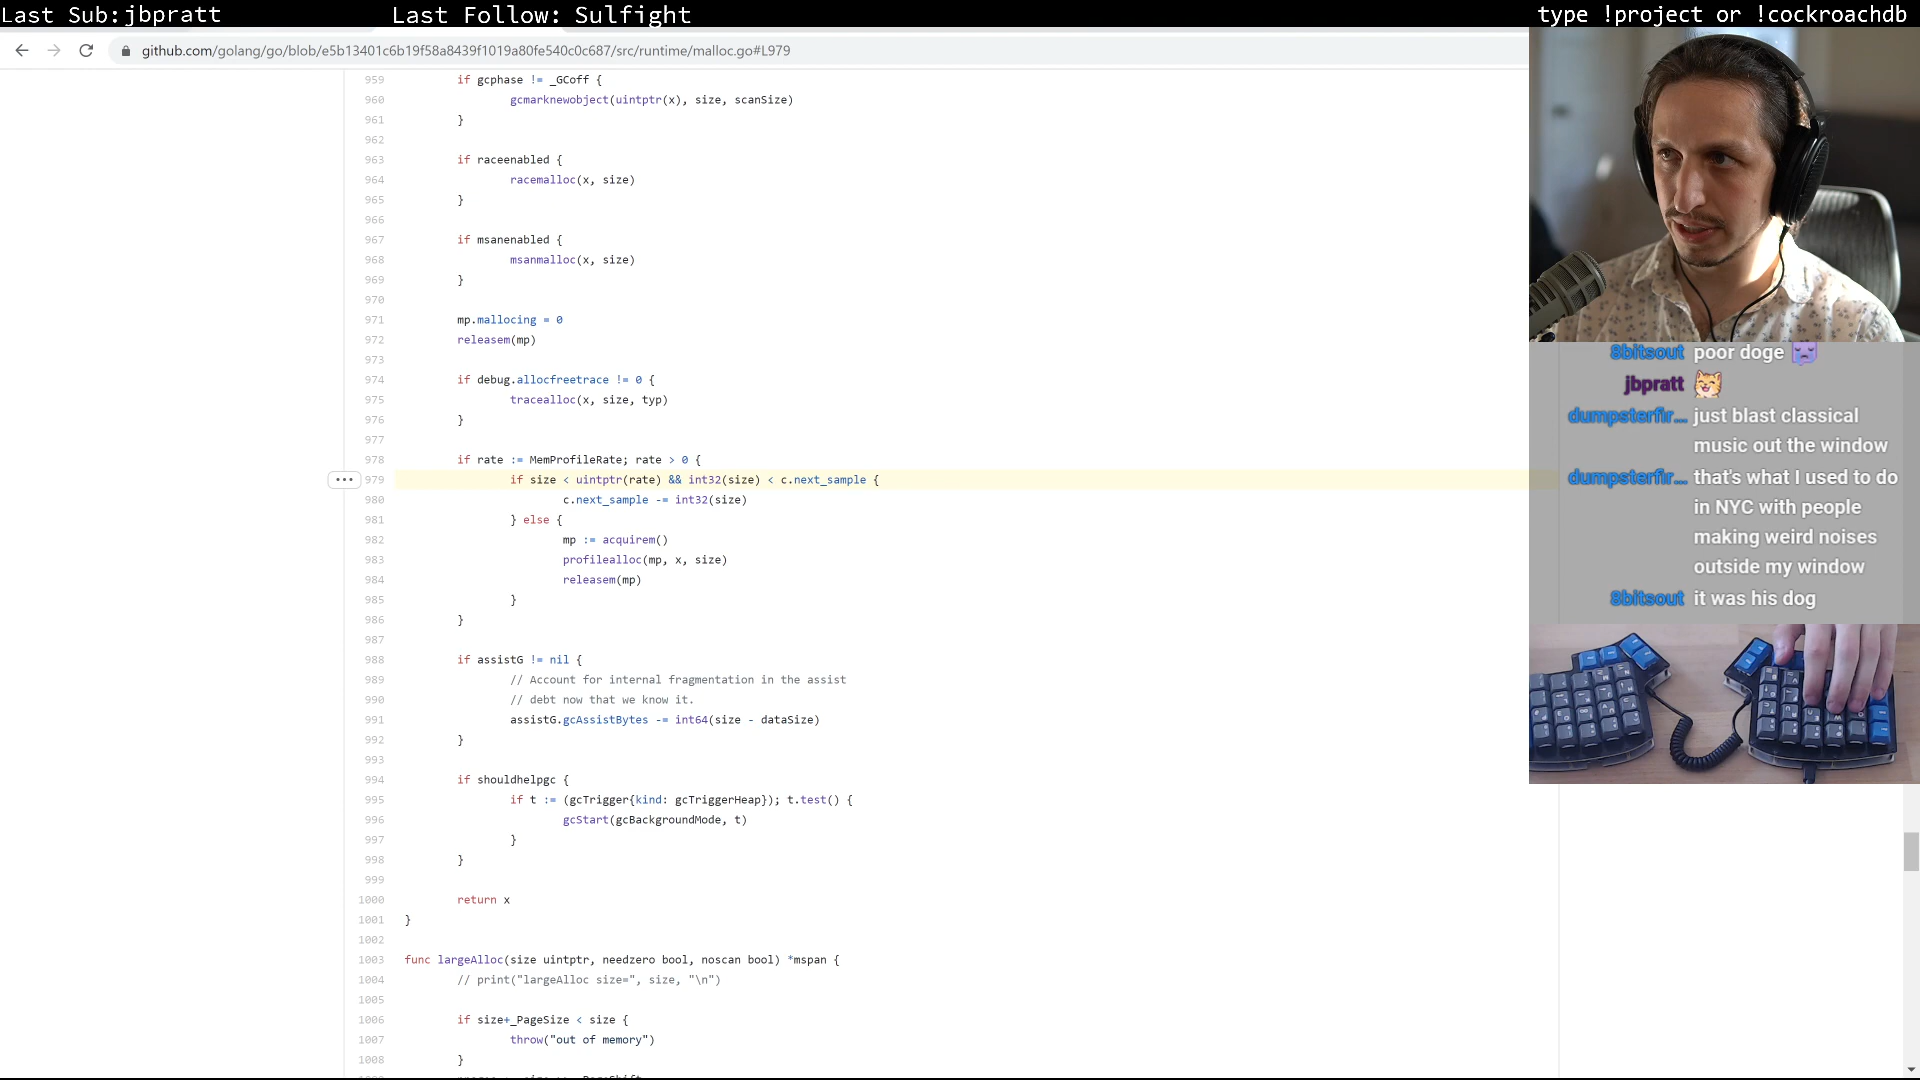 Last Sub:jbpratt
Last Follow: Sulfight
type !project or !cockroachdb
github.com/golang/go/blob/e5b13401c6b19f58a8439f1019a80fe540c0c687/src/runtime/malloc.go#L979
959 if gcphase != _GCoff {
960 gcmarknewobject(uintptr(x), size, scanSize)
961 }
962
963 if raceenabled {
964 racemalloc(x, size)
965 }
966
967 if msanenabled {
968 msanmalloc(x, size)
969 }
970
971 mp.mallocing = 0
972 releasem(mp)
973
974 if debug.allocfreetrace != 0 {
975 tracealloc(x, size, typ)
976 }
977
978 if rate := MemProfileRate; rate > 0 {
979 if size < uintptr(rate) && int32(size) < c.next_sample {
980 c.next_sample -= int32(size)
981 } else {
982 mp := acquirem()
983 profilealloc(mp, x, size)
984 releasem(mp)
985 }
986 }
987
988 if assistG != nil {
989 // Account for internal fragmentation in the assist
990 // debt now that we know it.
991 assistG.gcAssistBytes -= int64(size - dataSize)
992 }
993
994 if shouldhelpgc {
995 if t := (gcTrigger{kind: gcTriggerHeap}); t.test() {
996 gcStart(gcBackgroundMode, t)
997 }
998 }
999
1000 return x
1001 }
1002
1003 func largeAlloc(size uintptr, needzero bool, noscan bool) *mspan {
1004 // print("largeAlloc size=", size, "\n")
1005
1006 if size+_PageSize < size {
1007 throw("out of memory")
1008 }
8bitsout poor doge
jbpratt
dumpsterfir... just blast classical
music out the window
dumpsterfir... that's what I used to do
in NYC with people
making weird noises
outside my window
8bitsout it was his dog